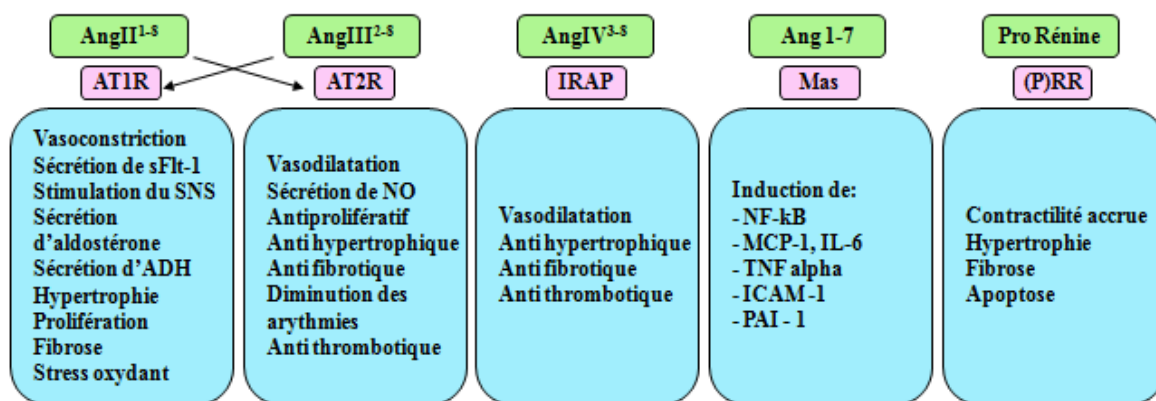 AngII1-8
AngIII2-8
AngIV3-8
Ang 1-7
Pro Rénine
AT1R
AT2R
IRAP
Mas
(P)RR
Vasoconstriction
Sécrétion de sFlt-1
Stimulation du SNS
Sécrétion
d’aldostérone
Sécrétion d’ADH
Hypertrophie
Prolifération
Fibrose
Stress oxydant
Vasodilatation
Sécrétion de NO
Antiprolifératif
Anti hypertrophique
Anti fibrotique
Diminution des
arythmies
Anti thrombotique
Vasodilatation
Anti hypertrophique
Anti fibrotique
Anti thrombotique
Induction de:
- NF-kB
- MCP-1, IL-6
- TNF alpha
- ICAM -1
- PAI - 1
Contractilité accrue
Hypertrophie
Fibrose
Apoptose